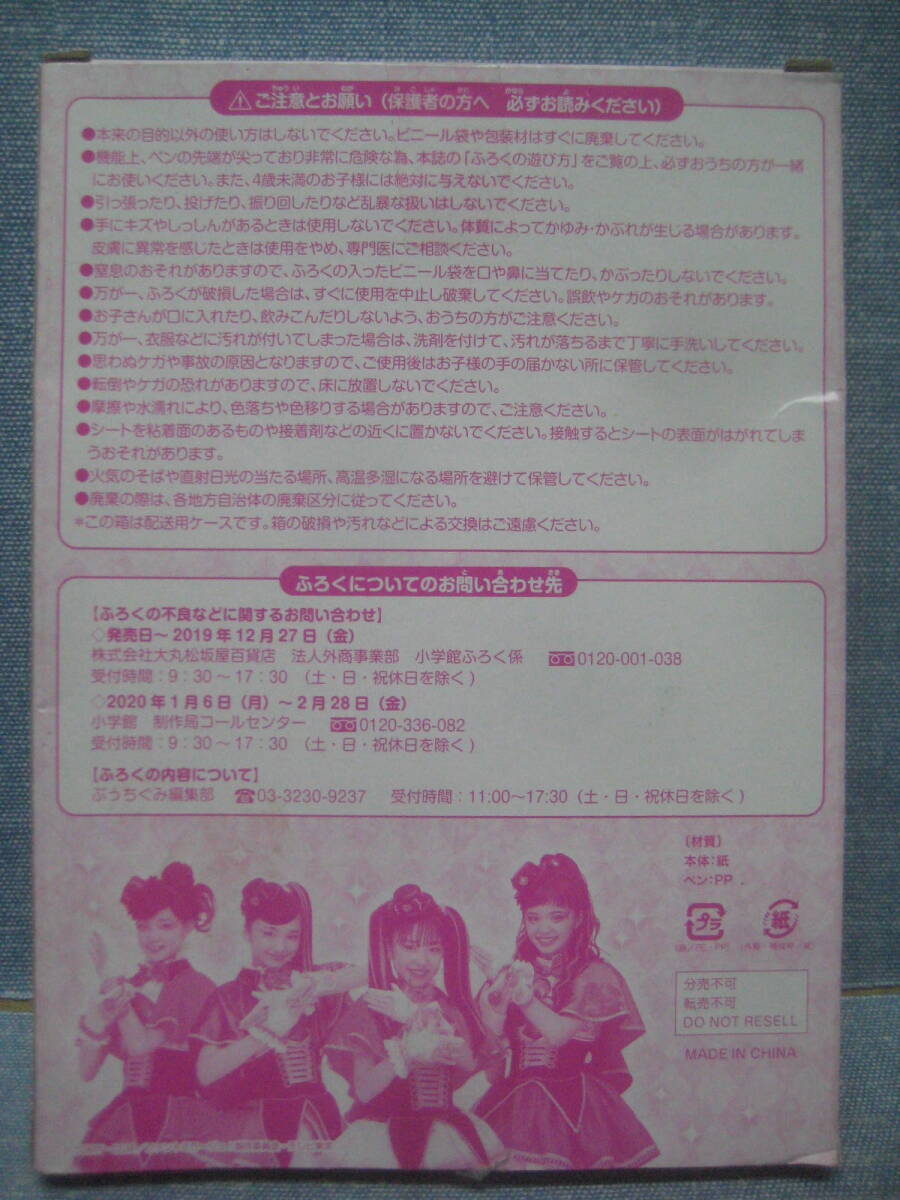 ⚠ご注意とお願い(保護者の方へ 必ずお読みください)
●本来の目的以外の使い方はしないでください。ビニール袋や包装材はすぐに廃棄してください。
●機能上、ペンの先端が尖っており非常に危険な為、本誌の「ふろくの遊び方」をご覧の上、必ずおうちの方が一緒
にお使いください。また、4歳未満のお子様には絶対に与えないでください。
●引っ張ったり、投げたり、振り回したりなど乱暴な扱いはしないでください。
●手にキズやしっしんがあるときは使用しないでください。体質によってかゆみ・かぶれが生じる場合があります。
皮膚に異常を感じたときは使用をやめ、専門医にご相談ください。
●窒息のおそれがありますので、ふろくの入ったビニール袋を口や鼻に当てたり、かぶったりしないでください。
●万が一、ふろくが破損した場合は、すぐに使用を中止し破棄してください。誤飲やケガのおそれがあります。
●お子さんが口に入れたり、飲みこんだりしないよう、おうちの方がご注意ください。
●万が一、衣服などに汚れが付いてしまった場合は、洗剤を付けて、汚れが落ちるまで丁寧に手洗いしてください。
●思わぬケガや事故の原因となりますので、ご使用後はお子様の手の届かない所に保管してください。
●転倒やケガの恐れがありますので、床に放置しないでください。
●摩擦や水濡れにより、色落ちや色移りする場合がありますので、ご注意ください。
●シートを粘着面のあるものや接着剤などの近くに置かないでください。接触するとシートの表面がはがれてしま
うおそれがあります。
●火気のそばや直射日光の当たる場所、高温多湿になる場所を避けて保管してください。
●廃棄の際は、各地方自治体の廃棄区分に従ってください。
*この箱は配送用ケースです。箱の破損や汚れなどによる交換はご遠慮ください。
ふろくについてのお問い合わせ先
【ふろくの不良などに関するお問い合わせ】
◇発売日~2019年12月27日(金)
株式会社大丸松坂屋百貨店 法人外商事業部 小学館ふろく係 0120-001-038
受付時間:9:30~17:30 (土・日・祝休日を除く)
◇2020年1月6日(月)~2月28日(金)
小学館 制作局コールセンター 0120-336-082
受付時間:9:30~17:30 (土・日・祝休日を除く)
【ふろくの内容について】
ぷっちぐみ編集部 ☎03-3230-9237 受付時間:11:00~17:30(土・日・祝休日を除く)
〔材質〕
本体:紙
ペン:PP
プラ
紙
分売不可
転売不可
DO NOT RESELL
MADE IN CHINA